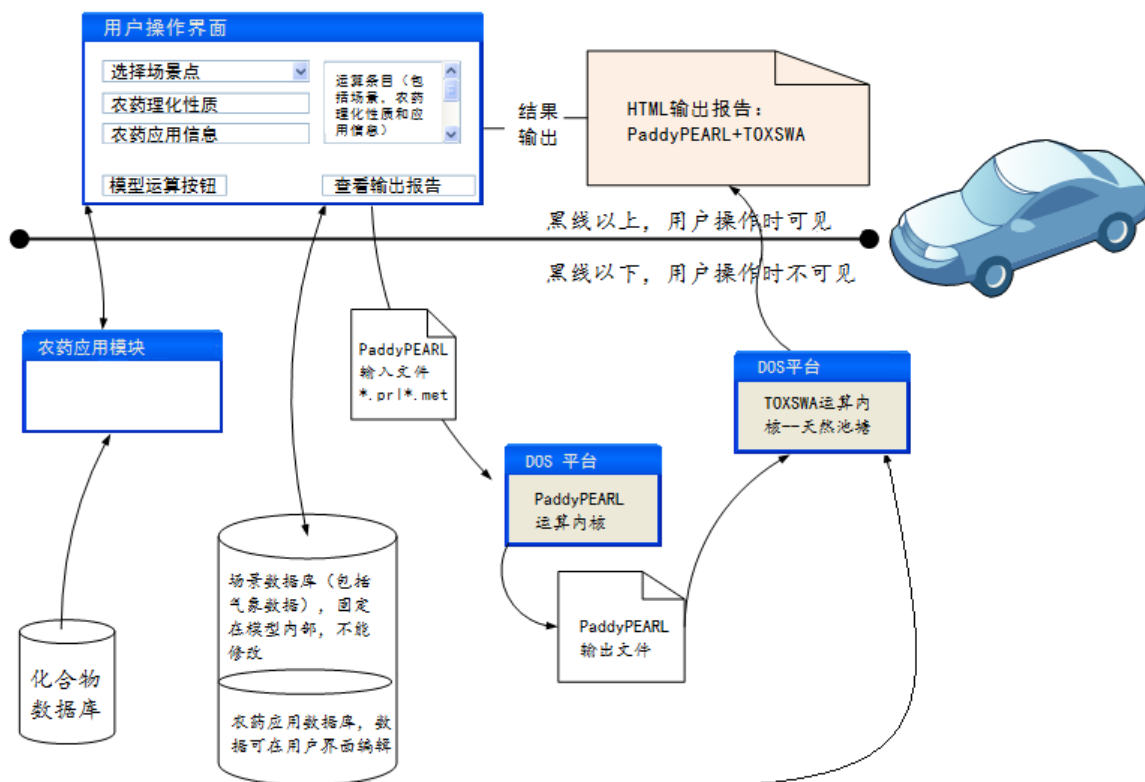 用户操作界面
选择场景点
农药理化性质
农药应用信息
运算条目（包
括场景，农药
理化性质和应
用信息）
模型运算按钮
查看输出报告
结果
输出
HTML输出报告：
PaddyPEARL+TOXSWA
黑线以上，用户操作时可见
黑线以下，用户操作时不可见
农药应用模块
PaddyPEARL
输入文件
*.prl*.met
DOS平台
TOXSWA运算内
核--天然池塘
DOS 平台
PaddyPEARL
运算内核
场景数据库（包括
气象数据），固定
在模型内部，不能
修改
PaddyPEARL
输出文件
化合物
数据库
农药应用数据库，数
据可在用户界面编辑